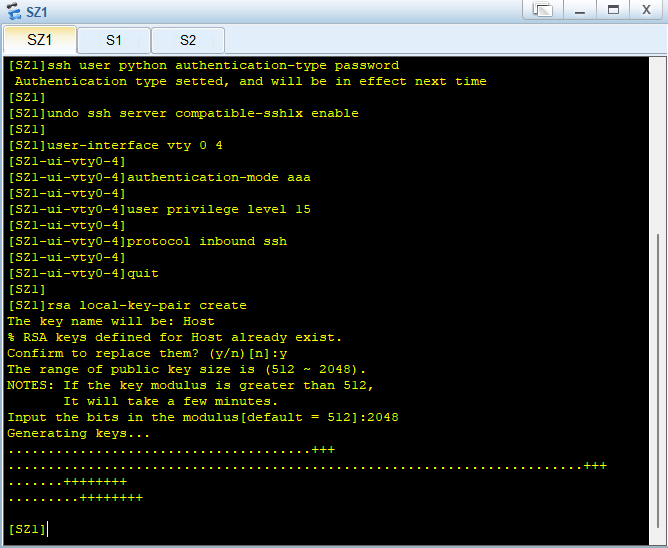 SZ1
SZ1 S1 S2
[SZ1]ssh user python authentication-type password
 Authentication type setted, and will be in effect next time
[SZ1]
[SZ1]undo ssh server compatible-ssh1x enable
[SZ1]
[SZ1]user-interface vty 0 4
[SZ1-ui-vty0-4]
[SZ1-ui-vty0-4]authentication-mode aaa
[SZ1-ui-vty0-4]
[SZ1-ui-vty0-4]user privilege level 15
[SZ1-ui-vty0-4]
[SZ1-ui-vty0-4]protocol inbound ssh
[SZ1-ui-vty0-4]
[SZ1-ui-vty0-4]quit
[SZ1]
[SZ1]rsa local-key-pair create
The key name will be: Host
% RSA keys defined for Host already exist.
Confirm to replace them? (y/n)[n]:y
The range of public key size is (512 ~ 2048).
NOTES: If the key modulus is greater than 512,
       It will take a few minutes.
Input the bits in the modulus[default = 512]:2048
Generating keys...
......................................+++
........................................................................+++
.......++++++++
.........++++++++
[SZ1]